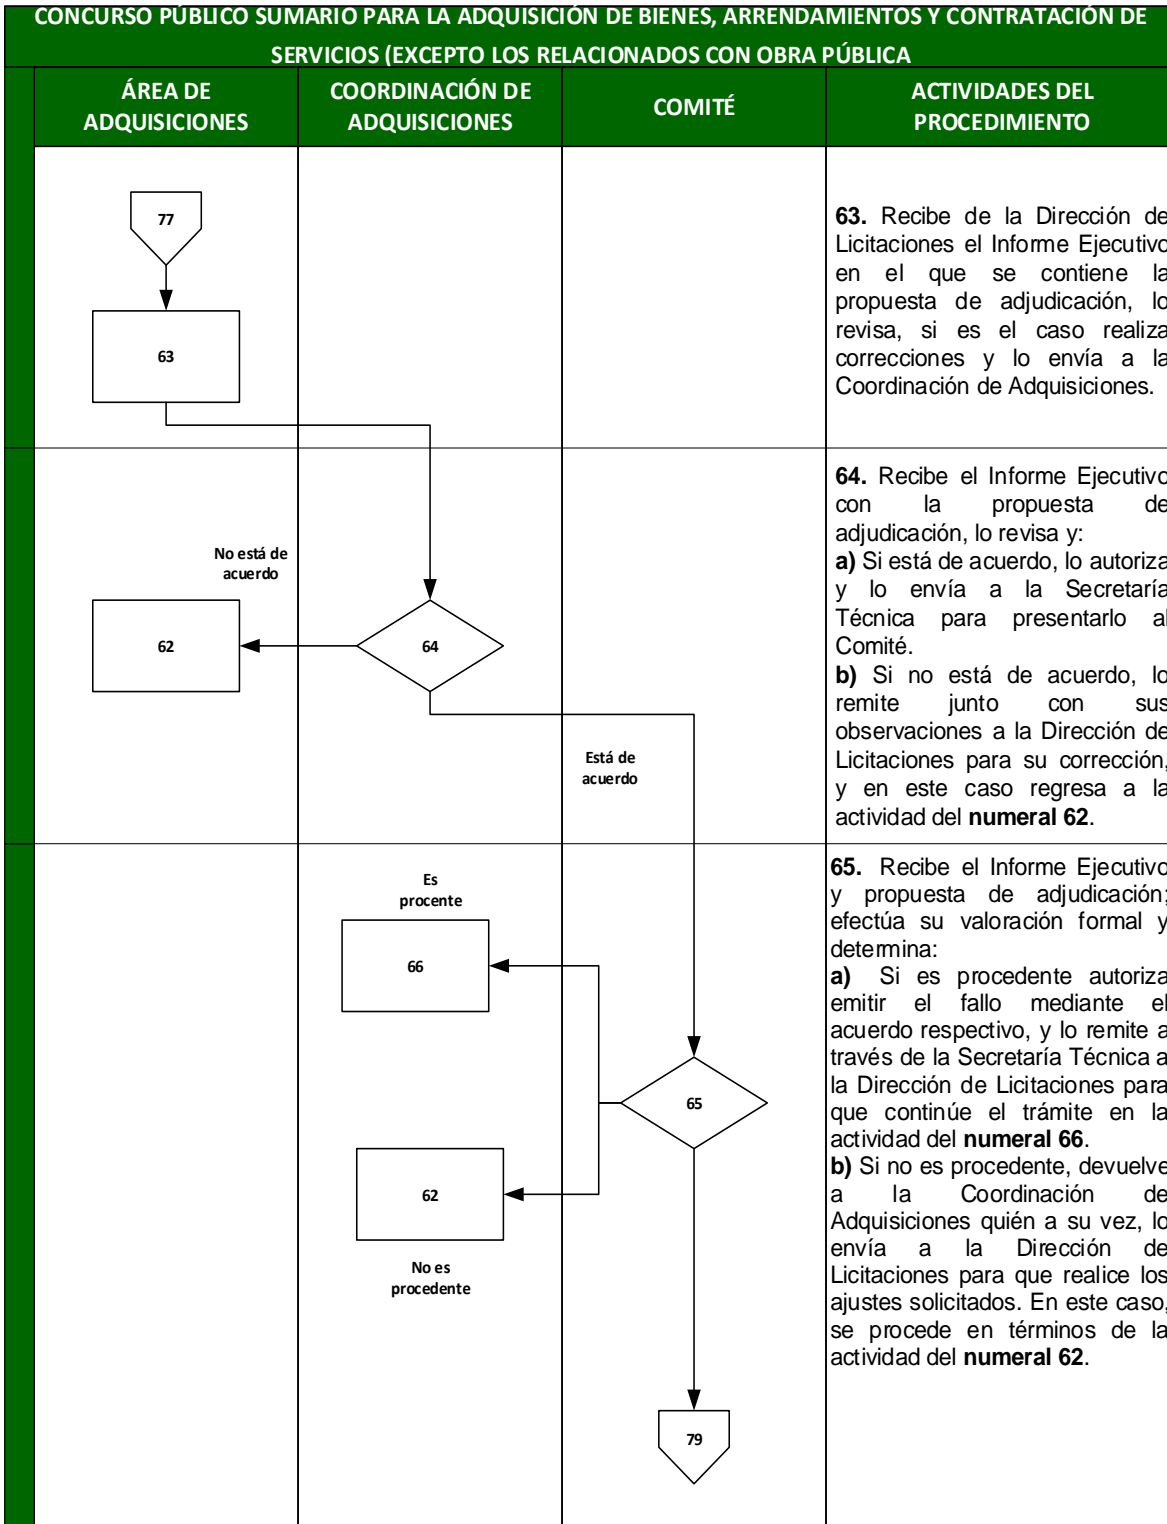 CONCURSO PÚBLICO SUMARIO PARA LA ADQUISICIÓN DE BIENES, ARRENDAMIENTOS Y CONTRATACIÓN DE
SERVICIOS (EXCEPTO LOS RELACIONADOS CON OBRA PÚBLICA
ÁREA DE
ADQUISICIONES
COORDINACIÓN DE
ADQUISICIONES
COMITÉ
ACTIVIDADES DEL
PROCEDIMIENTO
77
63
63. Recibe de la Dirección de
Licitaciones el Informe Ejecutivo
en el que se contiene la
propuesta de adjudicación, lo
revisa, si es el caso realiza
correcciones y lo envía a la
Coordinación de Adquisiciones.
No está de
acuerdo
62
64
Está de
acuerdo
64. Recibe el Informe Ejecutivo
con la propuesta de
adjudicación, lo revisa y:
a) Si está de acuerdo, lo autoriza
y lo envía a la Secretaría
Técnica para presentarlo al
Comité.
b) Si no está de acuerdo, lo
remite junto con sus
observaciones a la Dirección de
Licitaciones para su corrección,
y en este caso regresa a la
actividad del numeral 62.
Es
procente
66
65
62
No es
procedente
79
65. Recibe el Informe Ejecutivo
y propuesta de adjudicación;
efectúa su valoración formal y
determina:
a) Si es procedente autoriza
emitir el fallo mediante el
acuerdo respectivo, y lo remite a
través de la Secretaría Técnica a
la Dirección de Licitaciones para
que continúe el trámite en la
actividad del numeral 66.
b) Si no es procedente, devuelve
a la Coordinación de
Adquisiciones quién a su vez, lo
envía a la Dirección de
Licitaciones para que realice los
ajustes solicitados. En este caso,
se procede en términos de la
actividad del numeral 62.